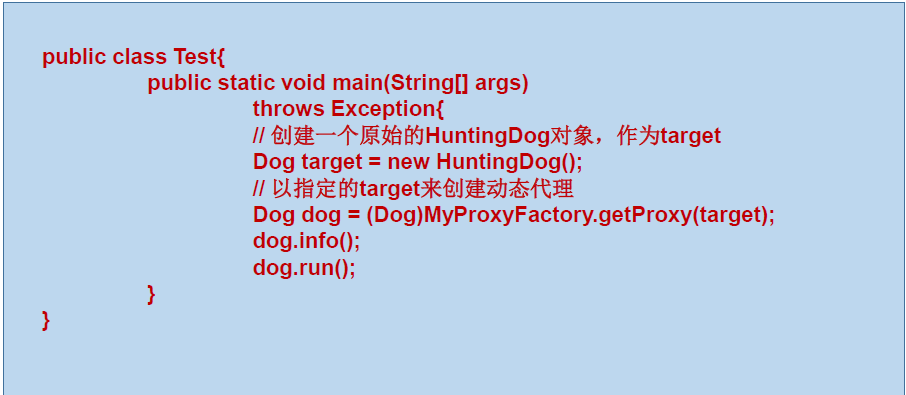 public class Test{
public static void main(String[] args)
throws Exception{
// 创建一个原始的HuntingDog对象，作为target
Dog target = new HuntingDog();
// 以指定的target来创建动态代理
Dog dog = (Dog)MyProxyFactory.getProxy(target);
dog.info();
dog.run();
}
}